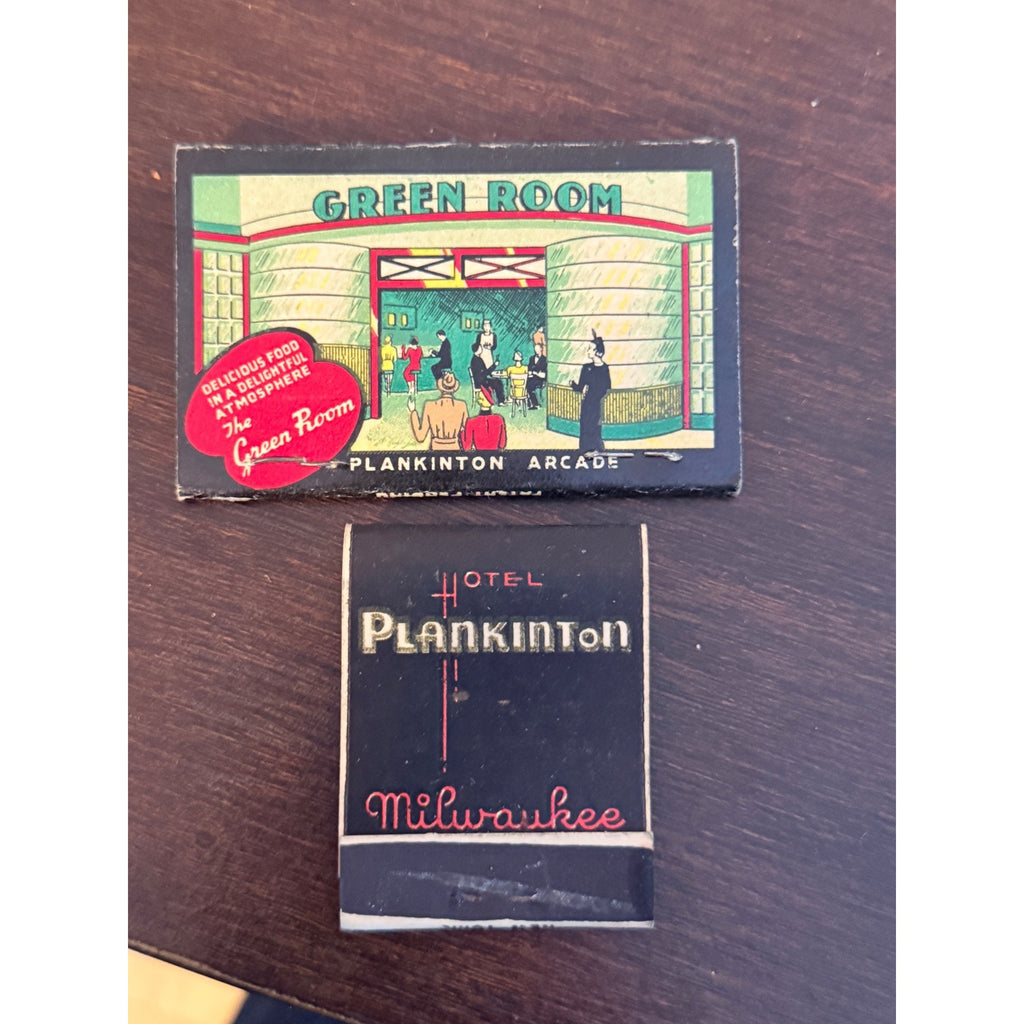 GREEN ROOM
DELICIOUS FOOD
IN A DELIGHTFUL
ATMOSPHERE
The
Green Room
PLANKINTON ARCADE
HOTEL
PLANKINTON
Milwaukee